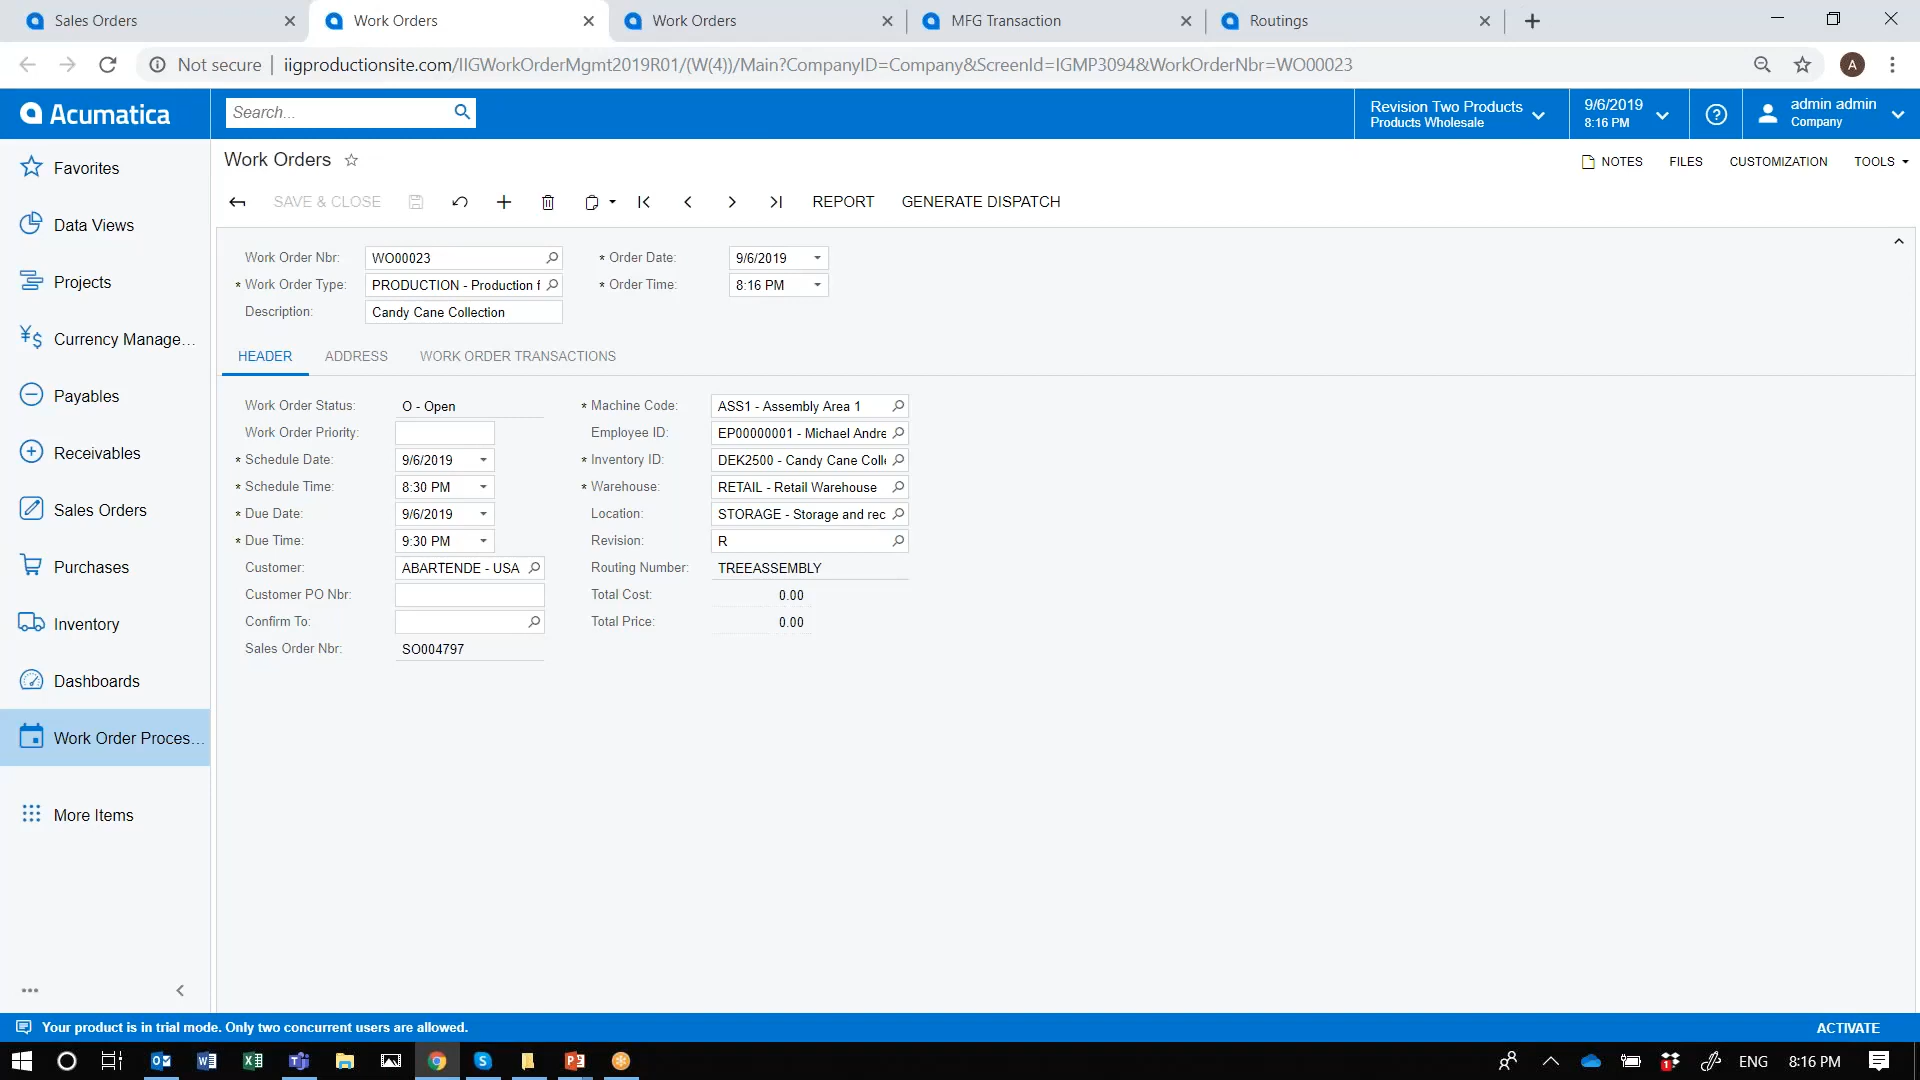 Sales Orders
Work Orders
Work Orders
MFG Transaction
Routings
Not secure
iigproductionsite.com/IIGWorkOrderMgmt2019R01/(W(4))/Main?CompanyID=Company&ScreenId=IGMP3094&WorkOrderNbr=WO00023
A
Acumatica
Search...
Revision Two Products
Products Wholesale
9/6/2019
8:16 PM
?
admin admin
Company
Favorites
Data Views
Projects
Currency Manage...
Payables
Receivables
Sales Orders
Purchases
Inventory
Dashboards
Work Order Proces...
More Items
Work Orders
NOTES FILES CUSTOMIZATION TOOLS
SAVE & CLOSE REPORT GENERATE DISPATCH
Work Order Nbr: WO00023 * Order Date: 9/6/2019
* Work Order Type: PRODUCTION - Production f * Order Time: 8:16 PM
Description: Candy Cane Collection
HEADER ADDRESS WORK ORDER TRANSACTIONS
Work Order Status: O - Open * Machine Code: ASS1 - Assembly Area 1
Work Order Priority: Employee ID: EP00000001 - Michael Andre
* Schedule Date: 9/6/2019 * Inventory ID: DEK2500 - Candy Cane Coll
* Schedule Time: 8:30 PM * Warehouse: RETAIL - Retail Warehouse
* Due Date: 9/6/2019 Location: STORAGE - Storage and rec
* Due Time: 9:30 PM Revision: R
Customer: ABARTENDE - USA Routing Number: TREEASSEMBLY
Customer PO Nbr: Total Cost: 0.00
Confirm To: Total Price: 0.00
Sales Order Nbr: SO004797
Your product is in trial mode. Only two concurrent users are allowed.
ACTIVATE
ENG 8:16 PM